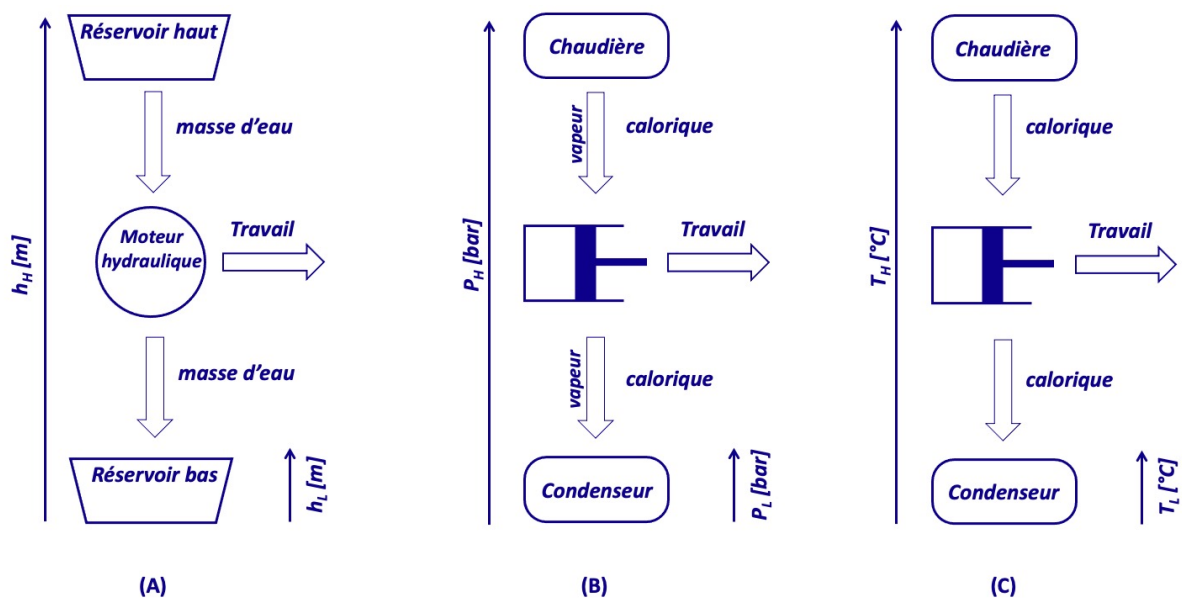 Réservoir haut
masse d'eau
h_H [m]
Moteur
hydraulique
Travail
masse d'eau
Réservoir bas
h_L [m]
(A)
Chaudière
vapeur
calorique
P_H [bar]
Travail
vapeur
calorique
Condenseur
P_L [bar]
(B)
Chaudière
calorique
T_H [°C]
Travail
calorique
Condenseur
T_L [°C]
(C)